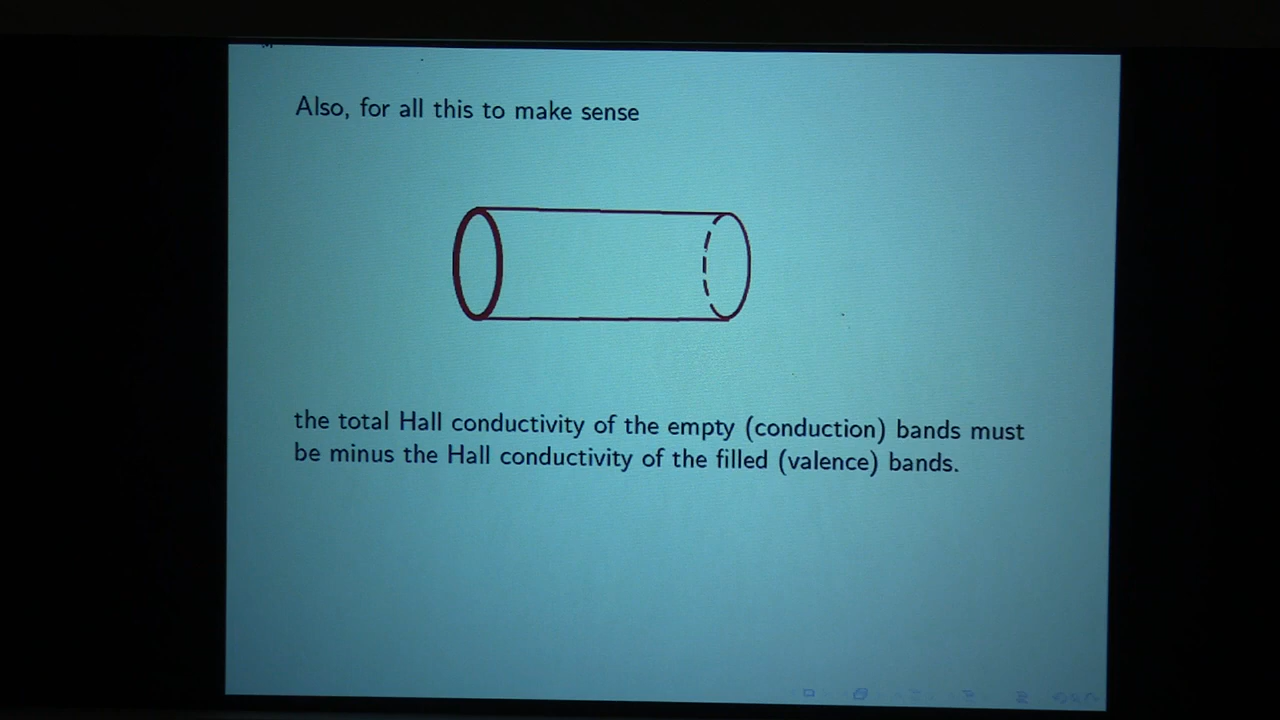 Also, for all this to make sense
the total Hall conductivity of the empty (conduction) bands must
be minus the Hall conductivity of the filled (valence) bands.